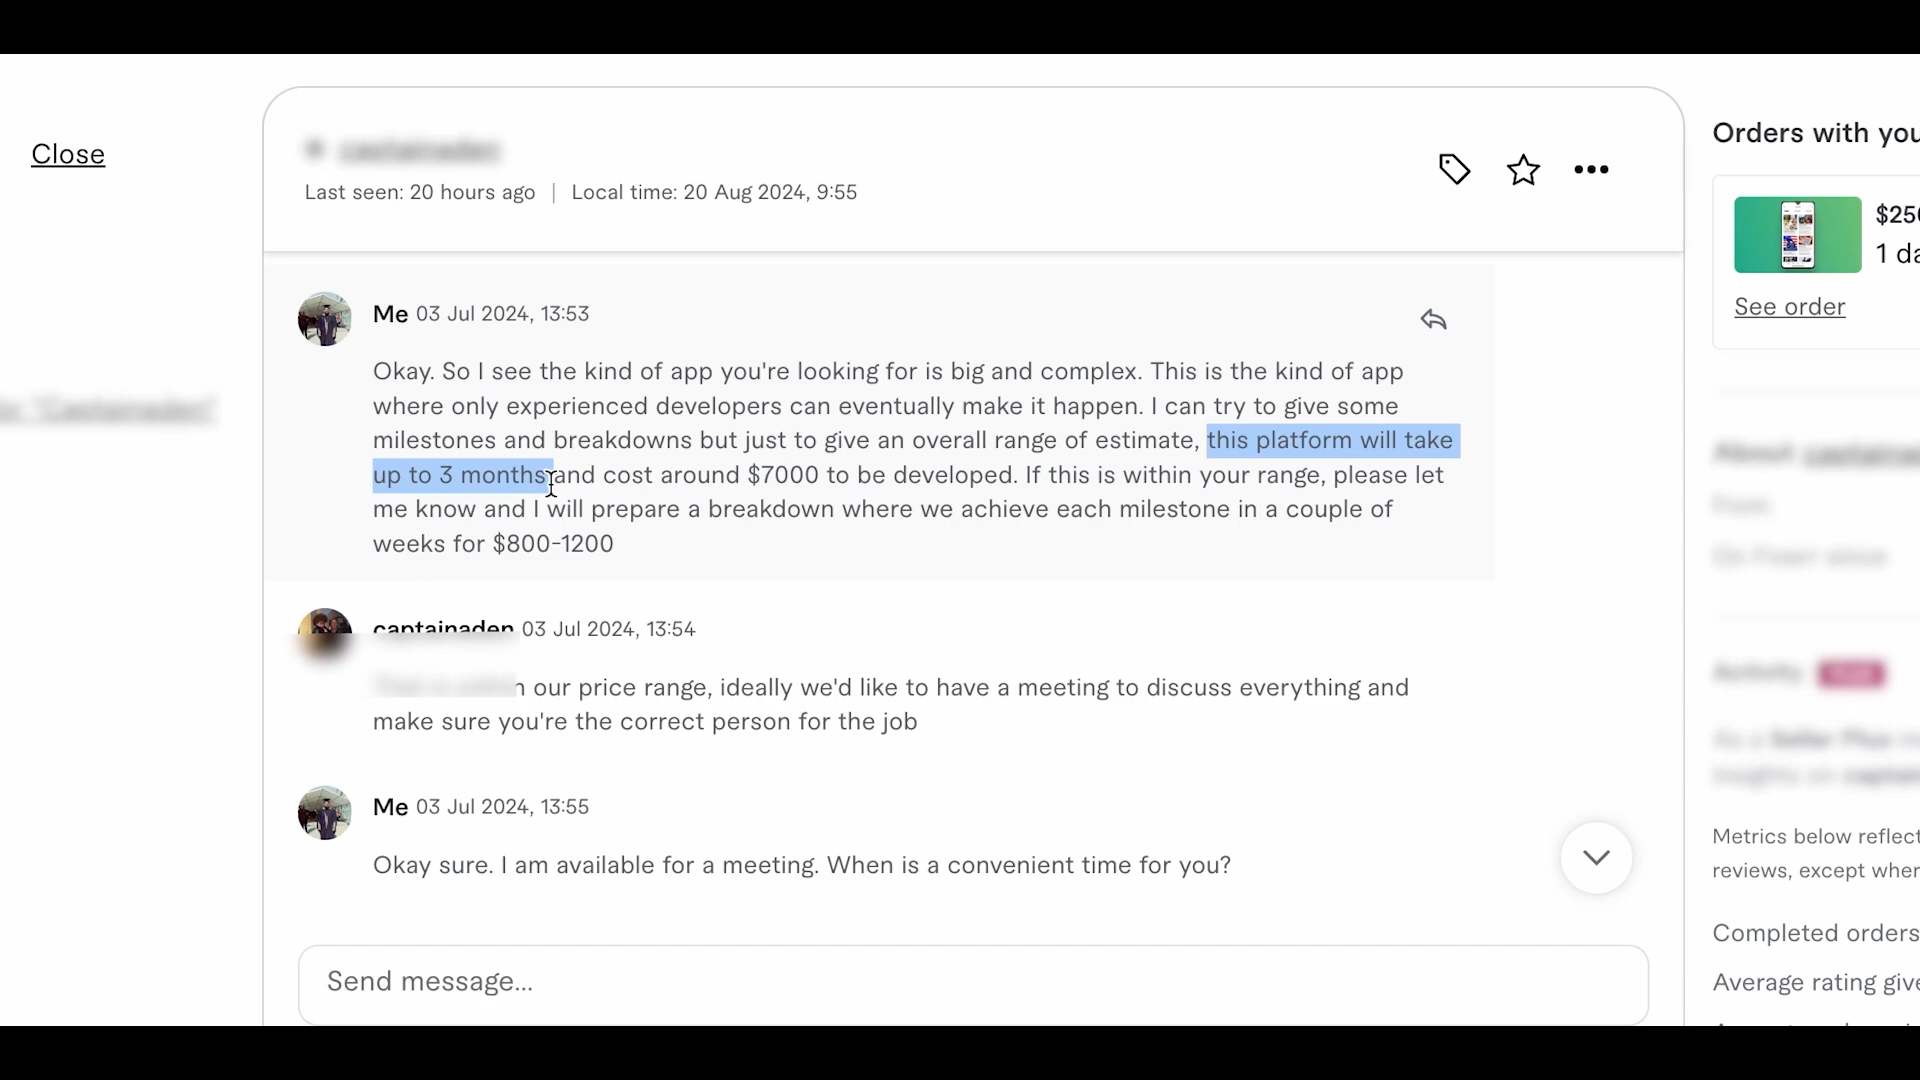 Close
Last seen: 20 hours ago | Local time: 20 Aug 2024, 9:55
Me 03 Jul 2024, 13:53
Okay. So I see the kind of app you're looking for is big and complex. This is the kind of app
where only experienced developers can eventually make it happen. I can try to give some
milestones and breakdowns but just to give an overall range of estimate, this platform will take
up to 3 months and cost around $7000 to be developed. If this is within your range, please let
me know and I will prepare a breakdown where we achieve each milestone in a couple of
weeks for $800-1200
captainaden 03 Jul 2024, 13:54
our price range, ideally we'd like to have a meeting to discuss everything and
make sure you're the correct person for the job
Me 03 Jul 2024, 13:55
Okay sure. I am available for a meeting. When is a convenient time for you?
Send message...
Orders with you
$250
1 da
See order
Metrics below reflect
reviews, except wher
Completed orders
Average rating give